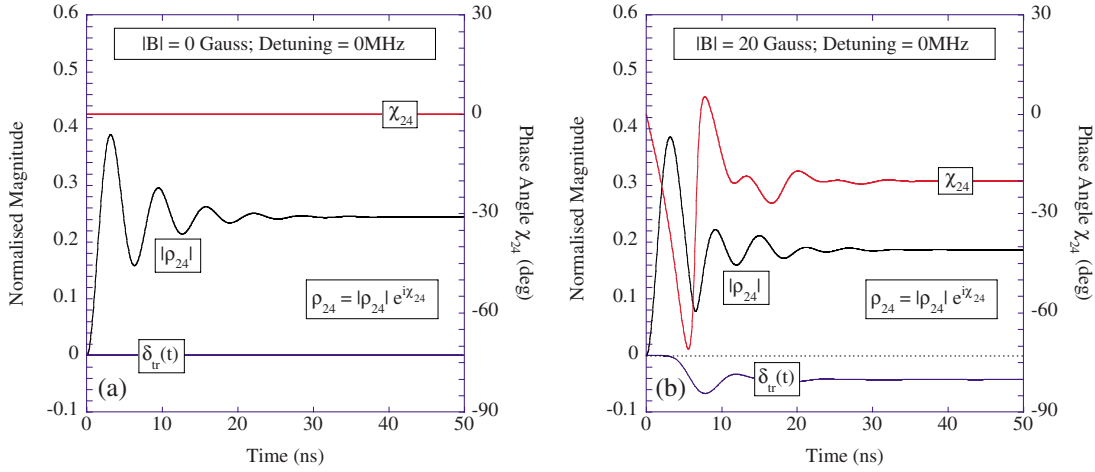 |B| = 0 Gauss; Detuning = 0MHz
Normalised Magnitude
0.6
0.5
0.4
0.3
0.2
0.1
0
-0.1
χ24
|ρ24|
ρ24 = |ρ24| e^iχ24
δtr(t)
(a)
30
0
-30
-60
-90
Phase Angle χ24 (deg)
0 10 20 30 40 50
Time (ns)
|B| = 20 Gauss; Detuning = 0MHz
Normalised Magnitude
0.6
0.5
0.4
0.3
0.2
0.1
0
-0.1
χ24
|ρ24|
ρ24 = |ρ24| e^iχ24
δtr(t)
(b)
30
0
-30
-60
-90
Phase Angle χ24 (deg)
0 10 20 30 40 50
Time (ns)